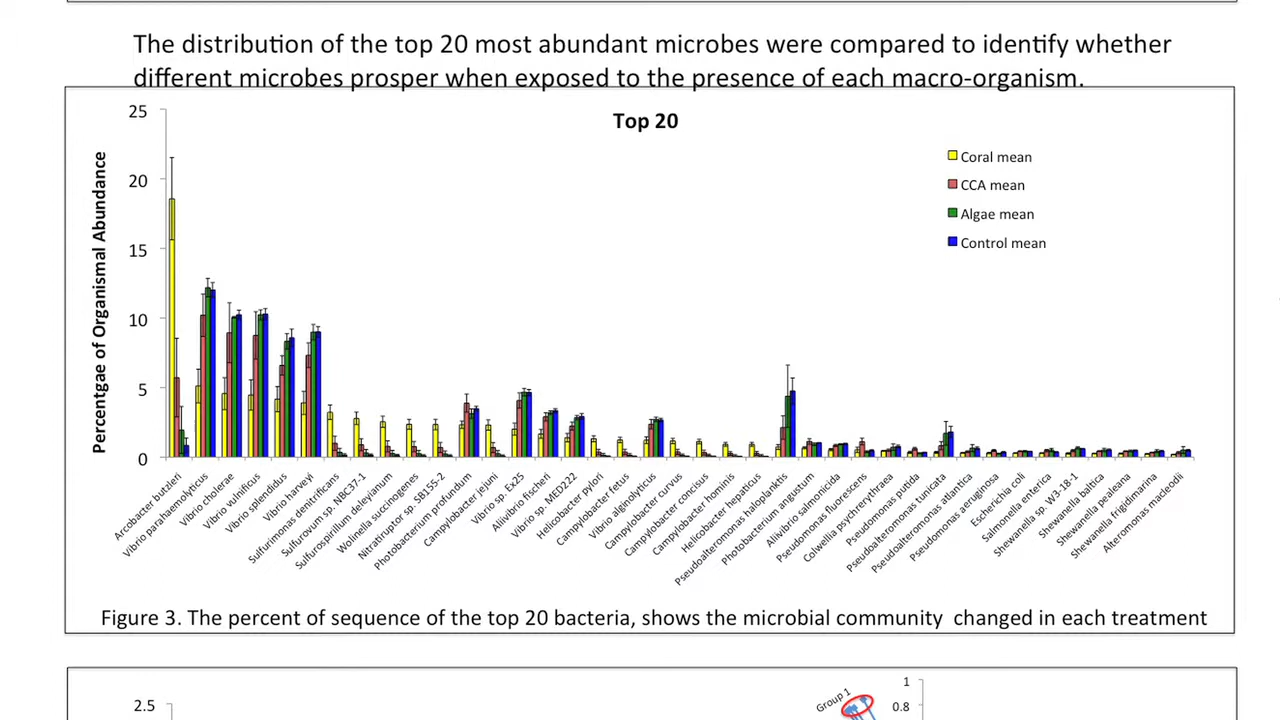 The distribution of the top 20 most abundant microbes were compared to identify whether
different microbes prosper when exposed to the presence of each macro-organism.
Top 20
Percentgae of Organismal Abundance
25
20
15
10
5
0
Coral mean
CCA mean
Algae mean
Control mean
Arcobacter butzleri
Vibrio parahaemolyticus
Vibrio cholerae
Vibrio vulnificus
Vibrio splendidus
Vibrio harveyi
Sulfurimonas denitrificans
Sulfurovum sp. NBC37-1
Sulfurospirillum deleyianum
Wolinella succinogenes
Nitratiruptor sp. SB155-2
Photobacterium profundum
Campylobacter jejuni
Vibrio sp. Ex25
Aliivibrio fischeri
Vibrio sp. MED222
Helicobacter pylori
Campylobacter fetus
Vibrio alginolyticus
Campylobacter curvus
Campylobacter concisus
Campylobacter hominis
Helicobacter hepaticus
Pseudoalteromonas haloplanktis
Photobacterium angustum
Aliivibrio salmonicida
Pseudomonas fluorescens
Colwellia psychrerythraea
Pseudomonas putida
Pseudoalteromonas tunicata
Pseudoalteromonas atlantica
Pseudomonas aeruginosa
Escherichia coli
Salmonella enterica
Shewanella sp. W3-18-1
Shewanella baltica
Shewanella pealeana
Shewanella frigidimarina
Alteromonas macleodii
Figure 3. The percent of sequence of the top 20 bacteria, shows the microbial community changed in each treatment
2.5
Group 1
1
0.8